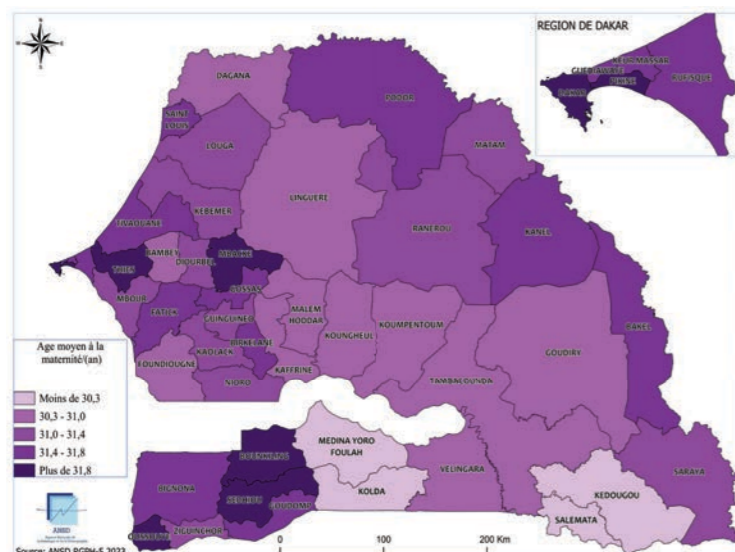 REGION DE DAKAR
KEUR MASSAR
GUEDIAWAYE
RUFISQUE
PIKINE
DAKAR
DAGANA
PODOR
SAINT
LOUIS
LOUGA
MATAM
LINGUERE
KEBEMER
RANEROU
KANEL
TIVAOUANE
MBACKE
BAMBEY
DIOURBEL
THIES
GOSSAS
MBOUR
FATICK
GUINGUINEO
MALEM
HODDAR
KOUNGHEUL
KOUMPENTOUM
BAKEL
GOUDIRY
BIRKELANE
KAOLACK
FOUNDIOUGNE
KAFFRINE
TAMBACOUNDA
NIORO
Age moyen à la
maternité/(an)
Moins de 30,3
30,3 - 31,0
31,0 - 31,4
31,4 - 31,8
Plus de 31,8
MEDINA YORO
FOULAH
BOUNKILING
VELINGARA
SARAYA
BIGNONA
KOLDA
KEDOUGOU
SEDHIOU
GOUDOMP
SALEMATA
OUSSOUYE
ZIGUINCHOR
ANSD
0 100 200 Km
Source: ANSD RGPH-5 2023